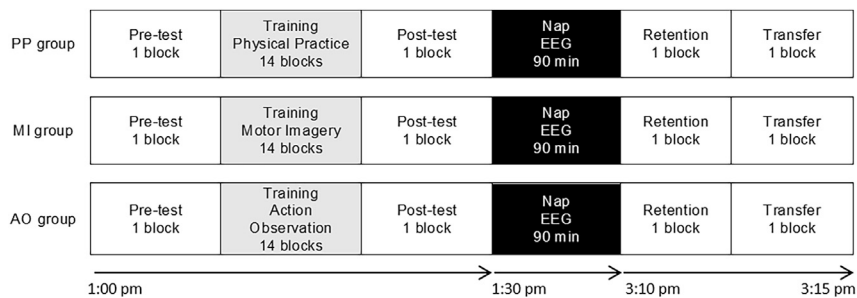 PP group
Pre-test
1 block
Training
Physical Practice
14 blocks
Post-test
1 block
Nap
EEG
90 min
Retention
1 block
Transfer
1 block
MI group
Pre-test
1 block
Training
Motor Imagery
14 blocks
Post-test
1 block
Nap
EEG
90 min
Retention
1 block
Transfer
1 block
AO group
Pre-test
1 block
Training
Action
Observation
14 blocks
Post-test
1 block
Nap
EEG
90 min
Retention
1 block
Transfer
1 block
1:00 pm
1:30 pm
3:10 pm
3:15 pm